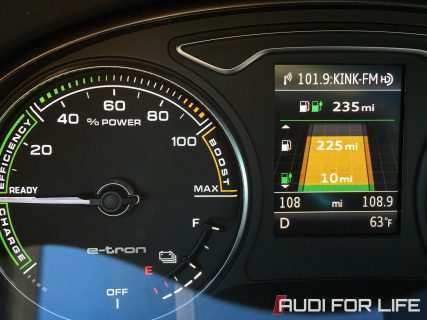 101.9:KINK-FM HD
235 mi
225 mi
10 mi
108 mi 108.9
D 63°F
EFFICIENCY
20
40
60
80
100
% POWER
BOOST
MAX
READY
CHARGE
e-tron
F
E
OFF
AUDI FOR LIFE